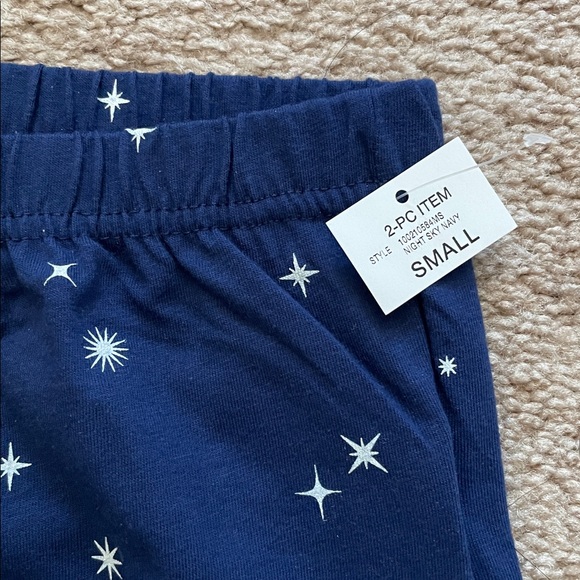 2-PC ITEM
STYLE 100210584MS
NIGHT SKY NAVY
SMALL